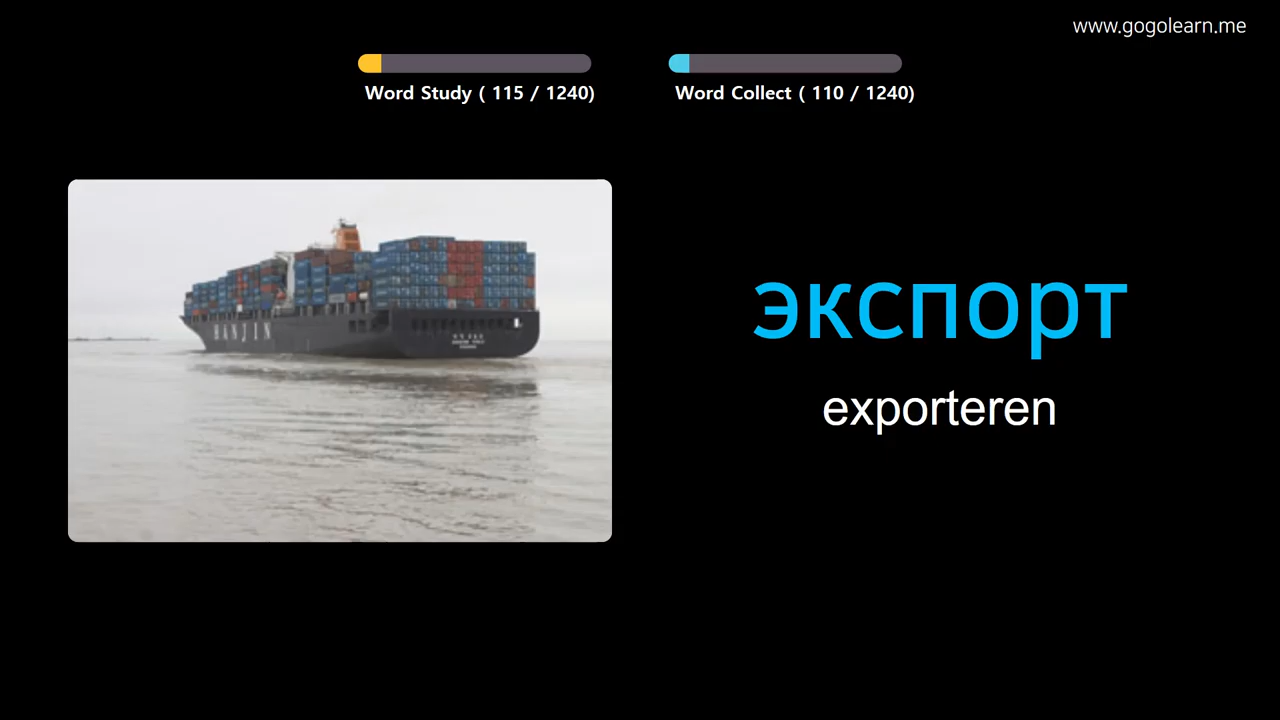 www.gogolearn.me
Word Study ( 115 / 1240)
Word Collect ( 110 / 1240)
HANJIN
экспорт
exporteren